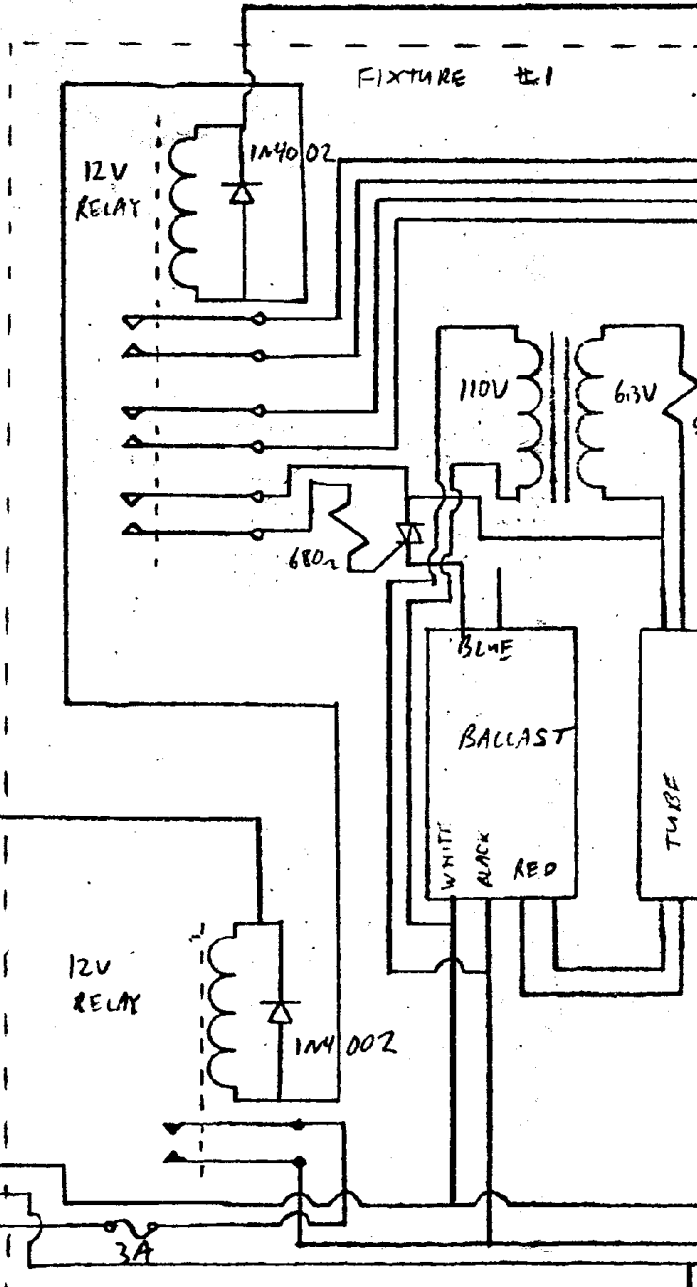 FIXTURE #1
1N4002
12V
RELAY
110V
6.3V
680Ω
BLUE
BALLAST
TUBE
WHITE
BLACK
RED
12V
RELAY
1N4002
3A